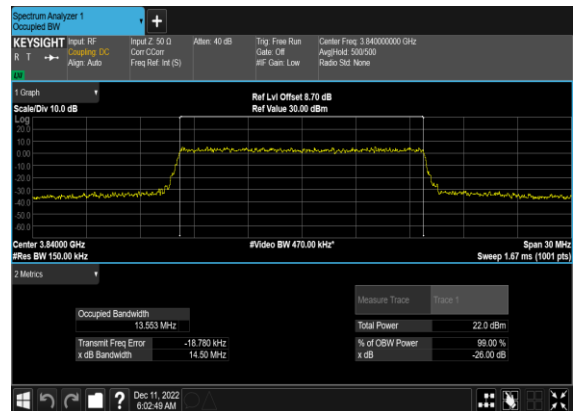 Spectrum Analyzer 1
Occupied BW
+
KEYSIGHT Input: RF Input Z: 50 Ω Atten: 40 dB Trig: Free Run Center Freq: 3.840000000 GHz
R T Coupling: DC Corr CCorr Gate: Off Avg|Hold: 500/500
Align: Auto Freq Ref: Int (S) #IF Gain: Low Radio Std: None
LW
1 Graph
Ref Lvl Offset 8.70 dB
Scale/Div 10.0 dB Ref Value 30.00 dBm
Log
20.0
10.0
0.00
-10.0
-20.0
-30.0
-40.0
-50.0
-60.0
Center 3.84000 GHz #Video BW 470.00 kHz* Span 30 MHz
#Res BW 150.00 kHz Sweep 1.67 ms (1001 pts)
2 Metrics
Measure Trace Trace 1
Occupied Bandwidth
13.553 MHz Total Power 22.0 dBm
Transmit Freq Error -18.780 kHz % of OBW Power 99.00 %
x dB Bandwidth 14.50 MHz x dB -26.00 dB
? Dec 11, 2022
6:02:49 AM